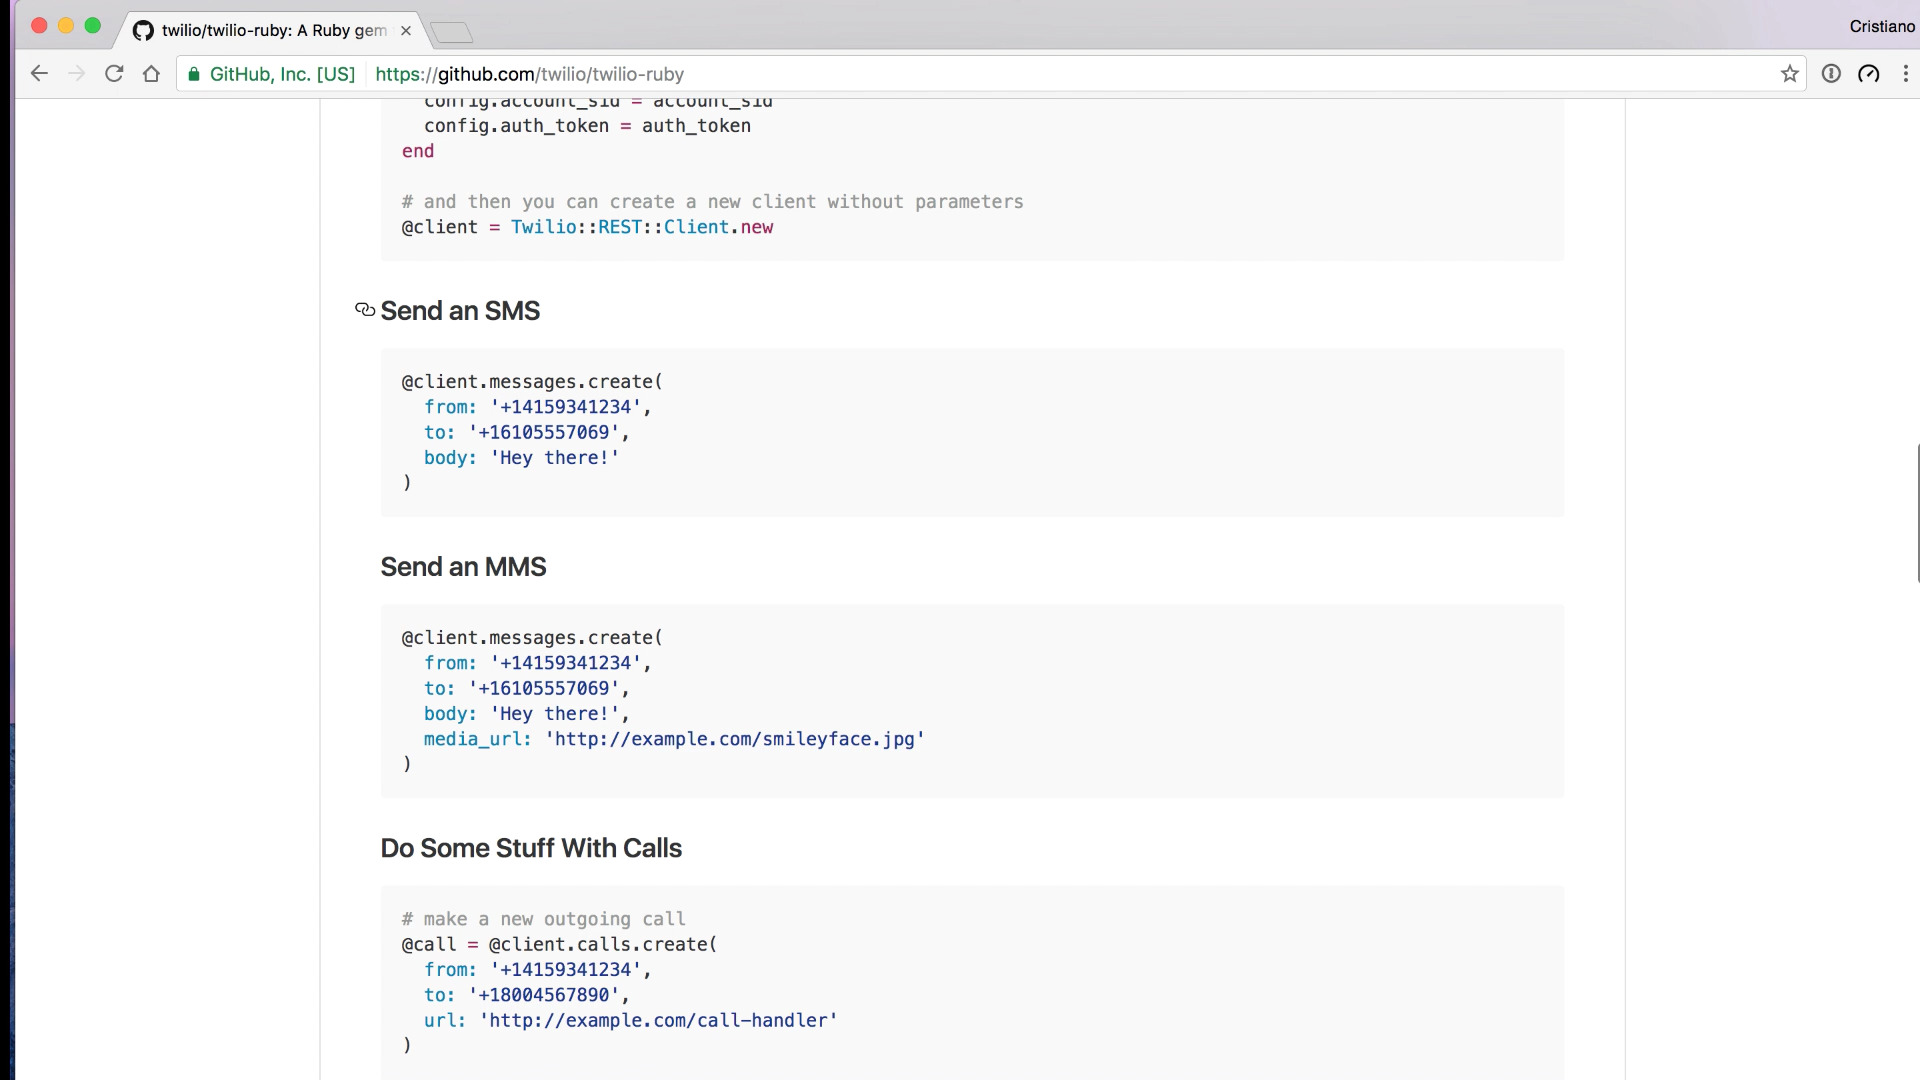 twilio/twilio-ruby: A Ruby gem
Cristiano
GitHub, Inc. [US] https://github.com/twilio/twilio-ruby
config.account_sid = account_sid
config.auth_token = auth_token
end
# and then you can create a new client without parameters
@client = Twilio::REST::Client.new
Send an SMS
@client.messages.create(
from: '+14159341234',
to: '+16105557069',
body: 'Hey there!'
)
Send an MMS
@client.messages.create(
from: '+14159341234',
to: '+16105557069',
body: 'Hey there!',
media_url: 'http://example.com/smileyface.jpg'
)
Do Some Stuff With Calls
# make a new outgoing call
@call = @client.calls.create(
from: '+14159341234',
to: '+18004567890',
url: 'http://example.com/call-handler'
)